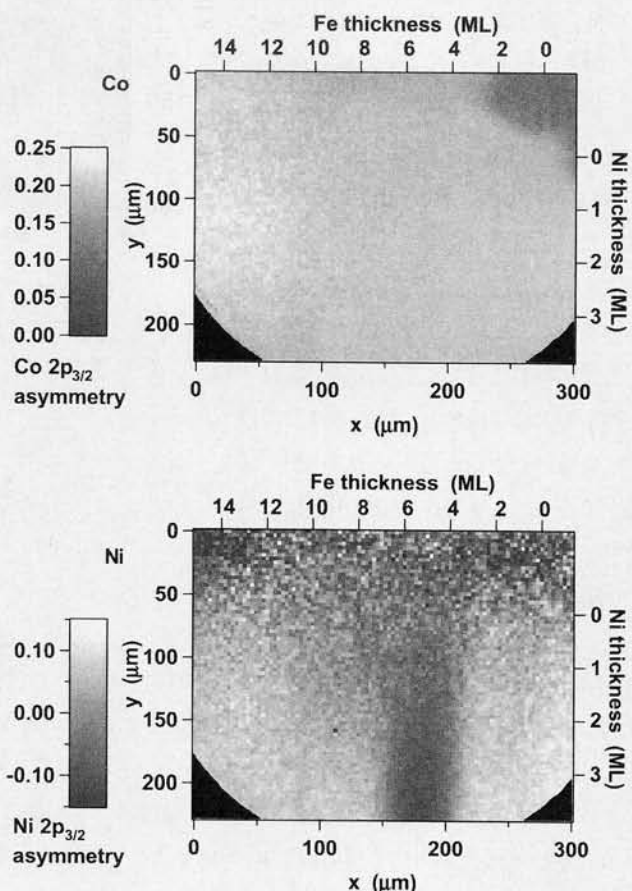 Fe thickness (ML)
14 12 10 8 6 4 2 0
Co
0.25
0.20
0.15
0.10
0.05
0.00
Co 2p3/2
asymmetry
y (μm)
0
50
100
150
200
0
1
2
3
Ni thickness (ML)
0 100 200 300
x (μm)
Fe thickness (ML)
14 12 10 8 6 4 2 0
Ni
0.10
0.00
-0.10
Ni 2p3/2
asymmetry
y (μm)
0
50
100
150
200
0
1
2
3
Ni thickness (ML)
0 100 200 300
x (μm)